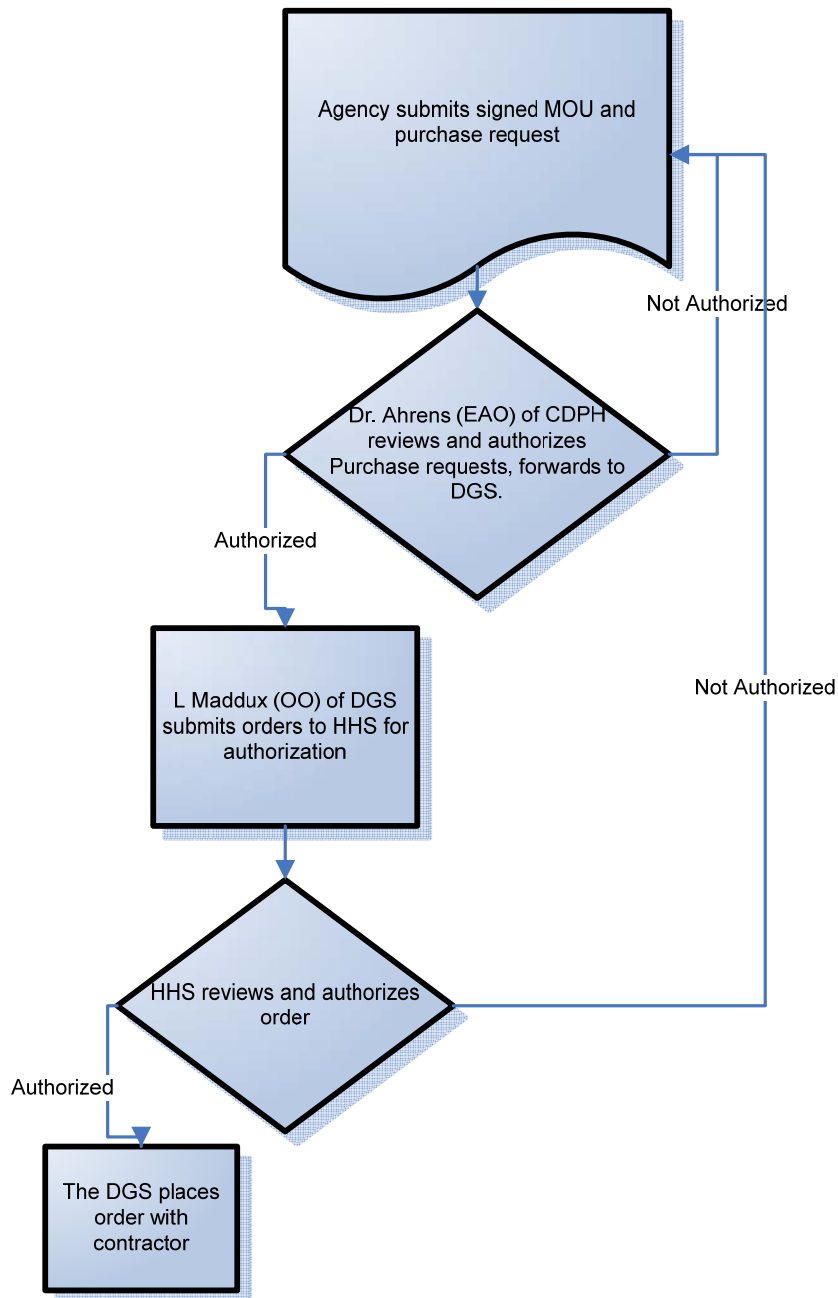 Agency submits signed MOU and
purchase request
Not Authorized
Dr. Ahrens (EAO) of CDPH
reviews and authorizes
Purchase requests, forwards to
DGS.
Authorized
L Maddux (OO) of DGS
submits orders to HHS for
authorization
Not Authorized
HHS reviews and authorizes
order
Authorized
The DGS places
order with
contractor